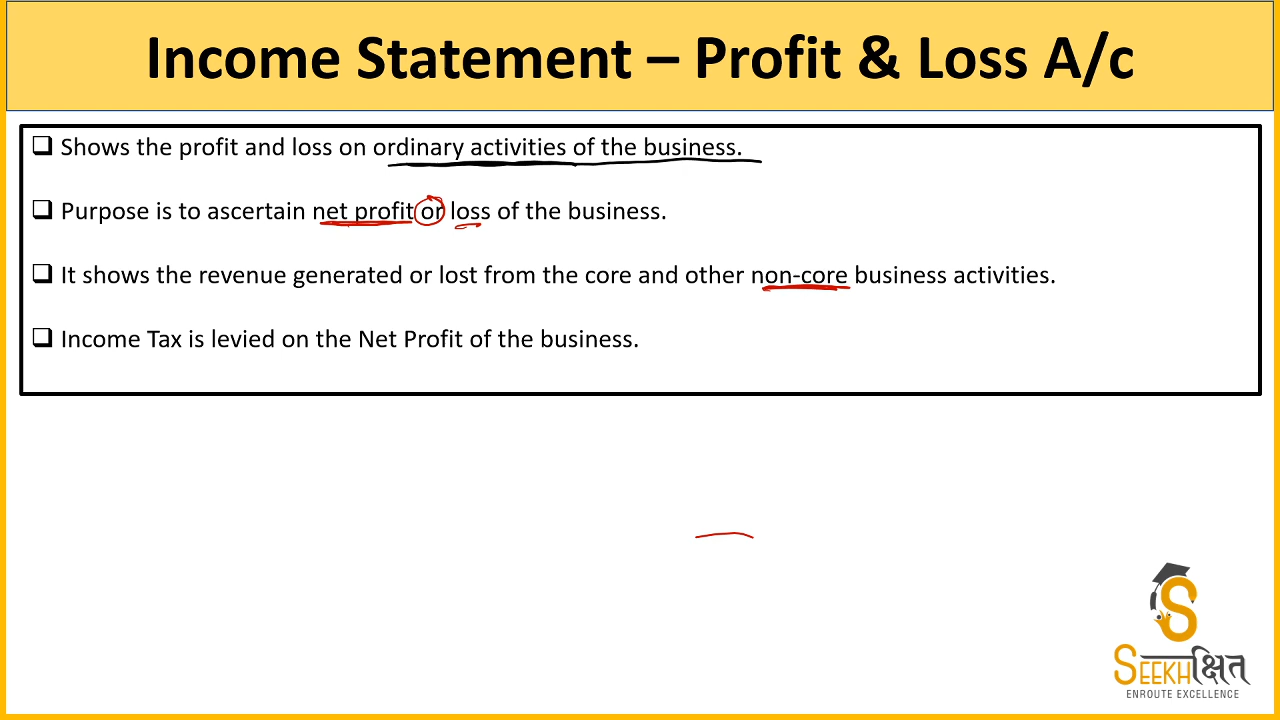 Income Statement – Profit & Loss A/c
❑ Shows the profit and loss on ordinary activities of the business.
❑ Purpose is to ascertain net profit or loss of the business.
❑ It shows the revenue generated or lost from the core and other non-core business activities.
❑ Income Tax is levied on the Net Profit of the business.
S
SEEKHक्षित
ENROUTE EXCELLENCE